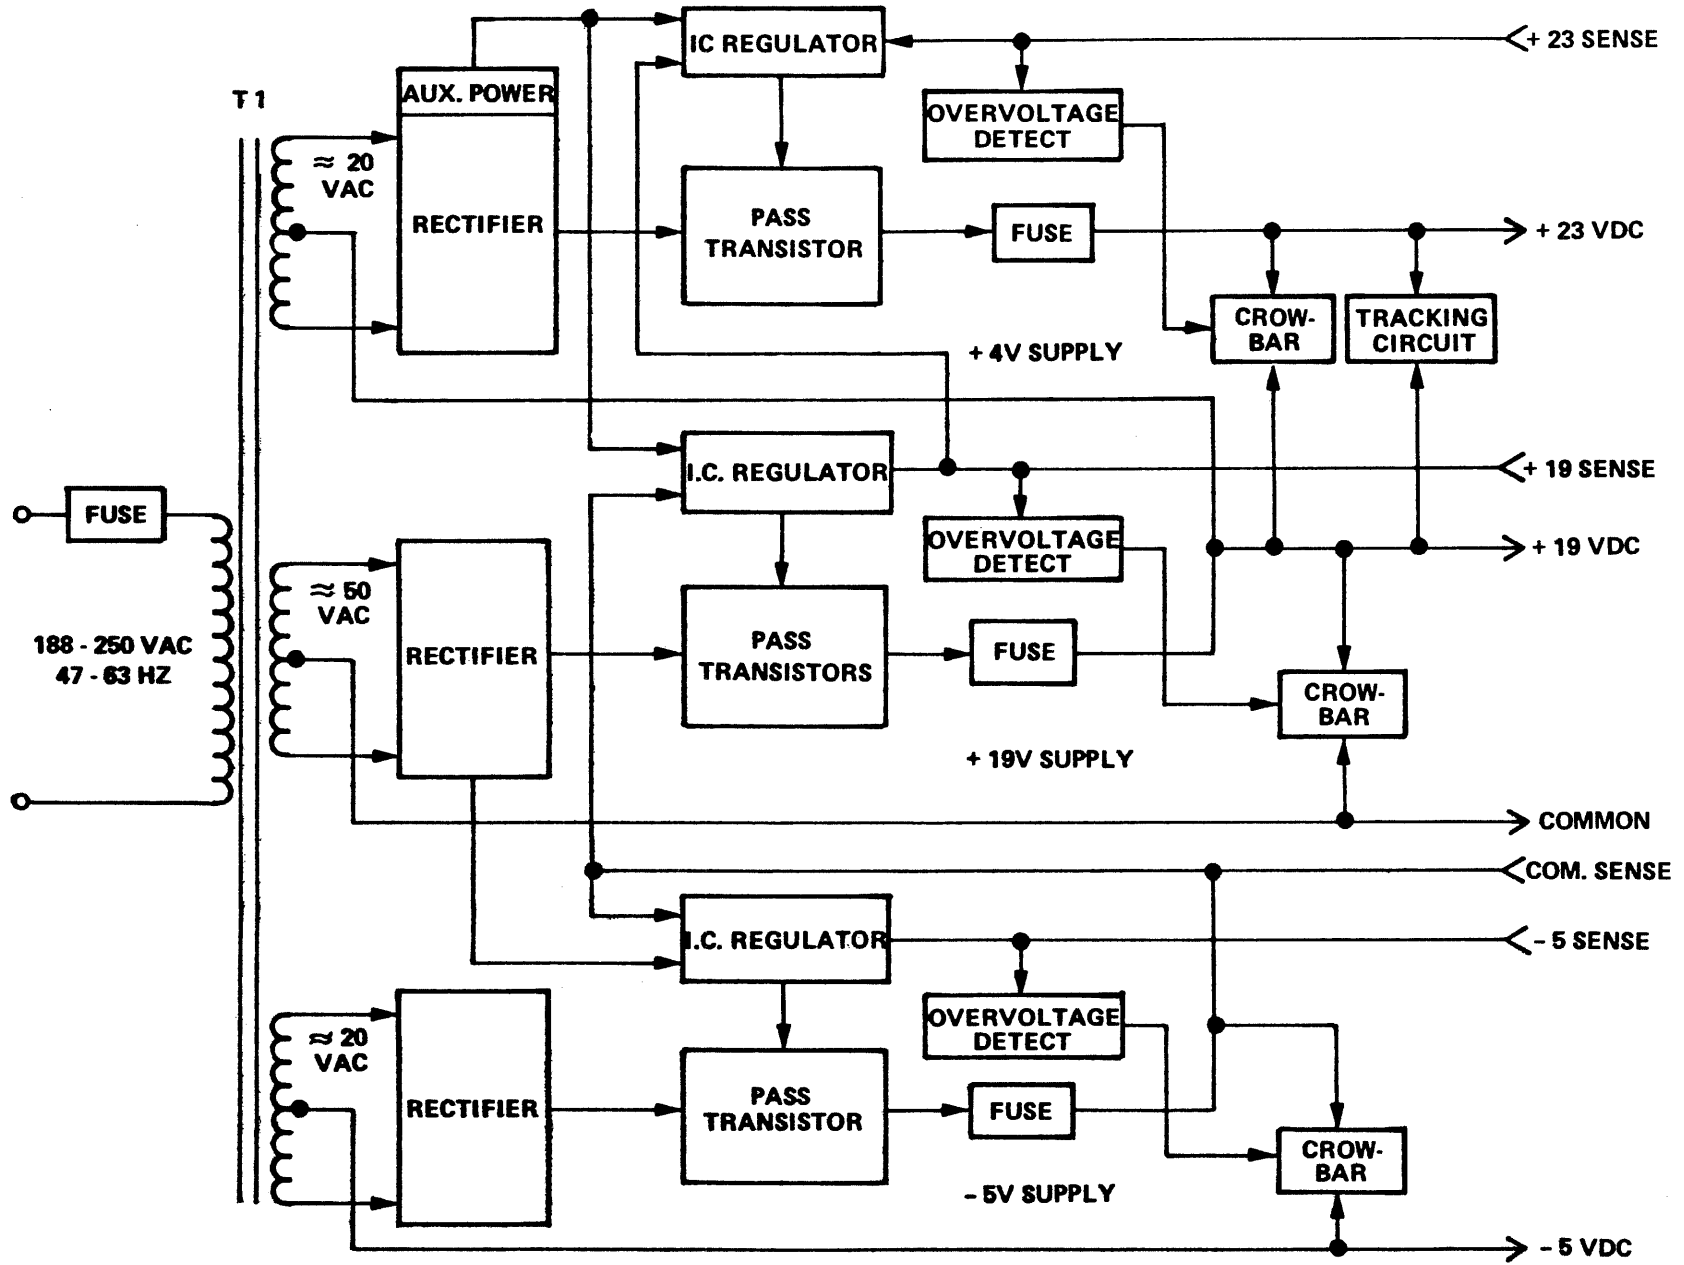 IC REGULATOR
+ 23 SENSE
AUX. POWER
T 1
OVERVOLTAGE
DETECT
≈ 20
VAC
RECTIFIER
PASS
TRANSISTOR
FUSE
+ 23 VDC
CROW-
BAR
TRACKING
CIRCUIT
+ 4V SUPPLY
I.C. REGULATOR
+ 19 SENSE
FUSE
OVERVOLTAGE
DETECT
+ 19 VDC
≈ 50
VAC
188 - 250 VAC
47 - 63 HZ
RECTIFIER
PASS
TRANSISTORS
FUSE
CROW-
BAR
+ 19V SUPPLY
COMMON
COM. SENSE
I.C. REGULATOR
- 5 SENSE
OVERVOLTAGE
DETECT
≈ 20
VAC
RECTIFIER
PASS
TRANSISTOR
FUSE
CROW-
BAR
- 5V SUPPLY
- 5 VDC